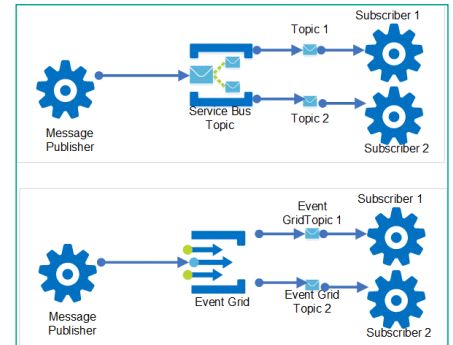 Subscriber 1
Topic 1
Service Bus
Topic
Topic 2
Message
Publisher
Subscriber 2
Subscriber 1
Event
GridTopic 1
Event Grid
Event Grid
Topic 2
Message
Publisher
Subscriber 2